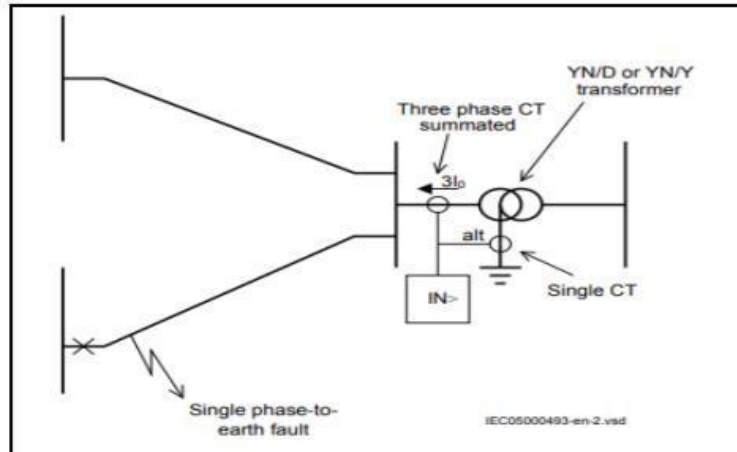 YN/D or YN/Y
transformer
Three phase CT
summated
3I₀
alt
IN>
Single CT
Single phase-to-
earth fault
IEC05000493-en-2.vsd